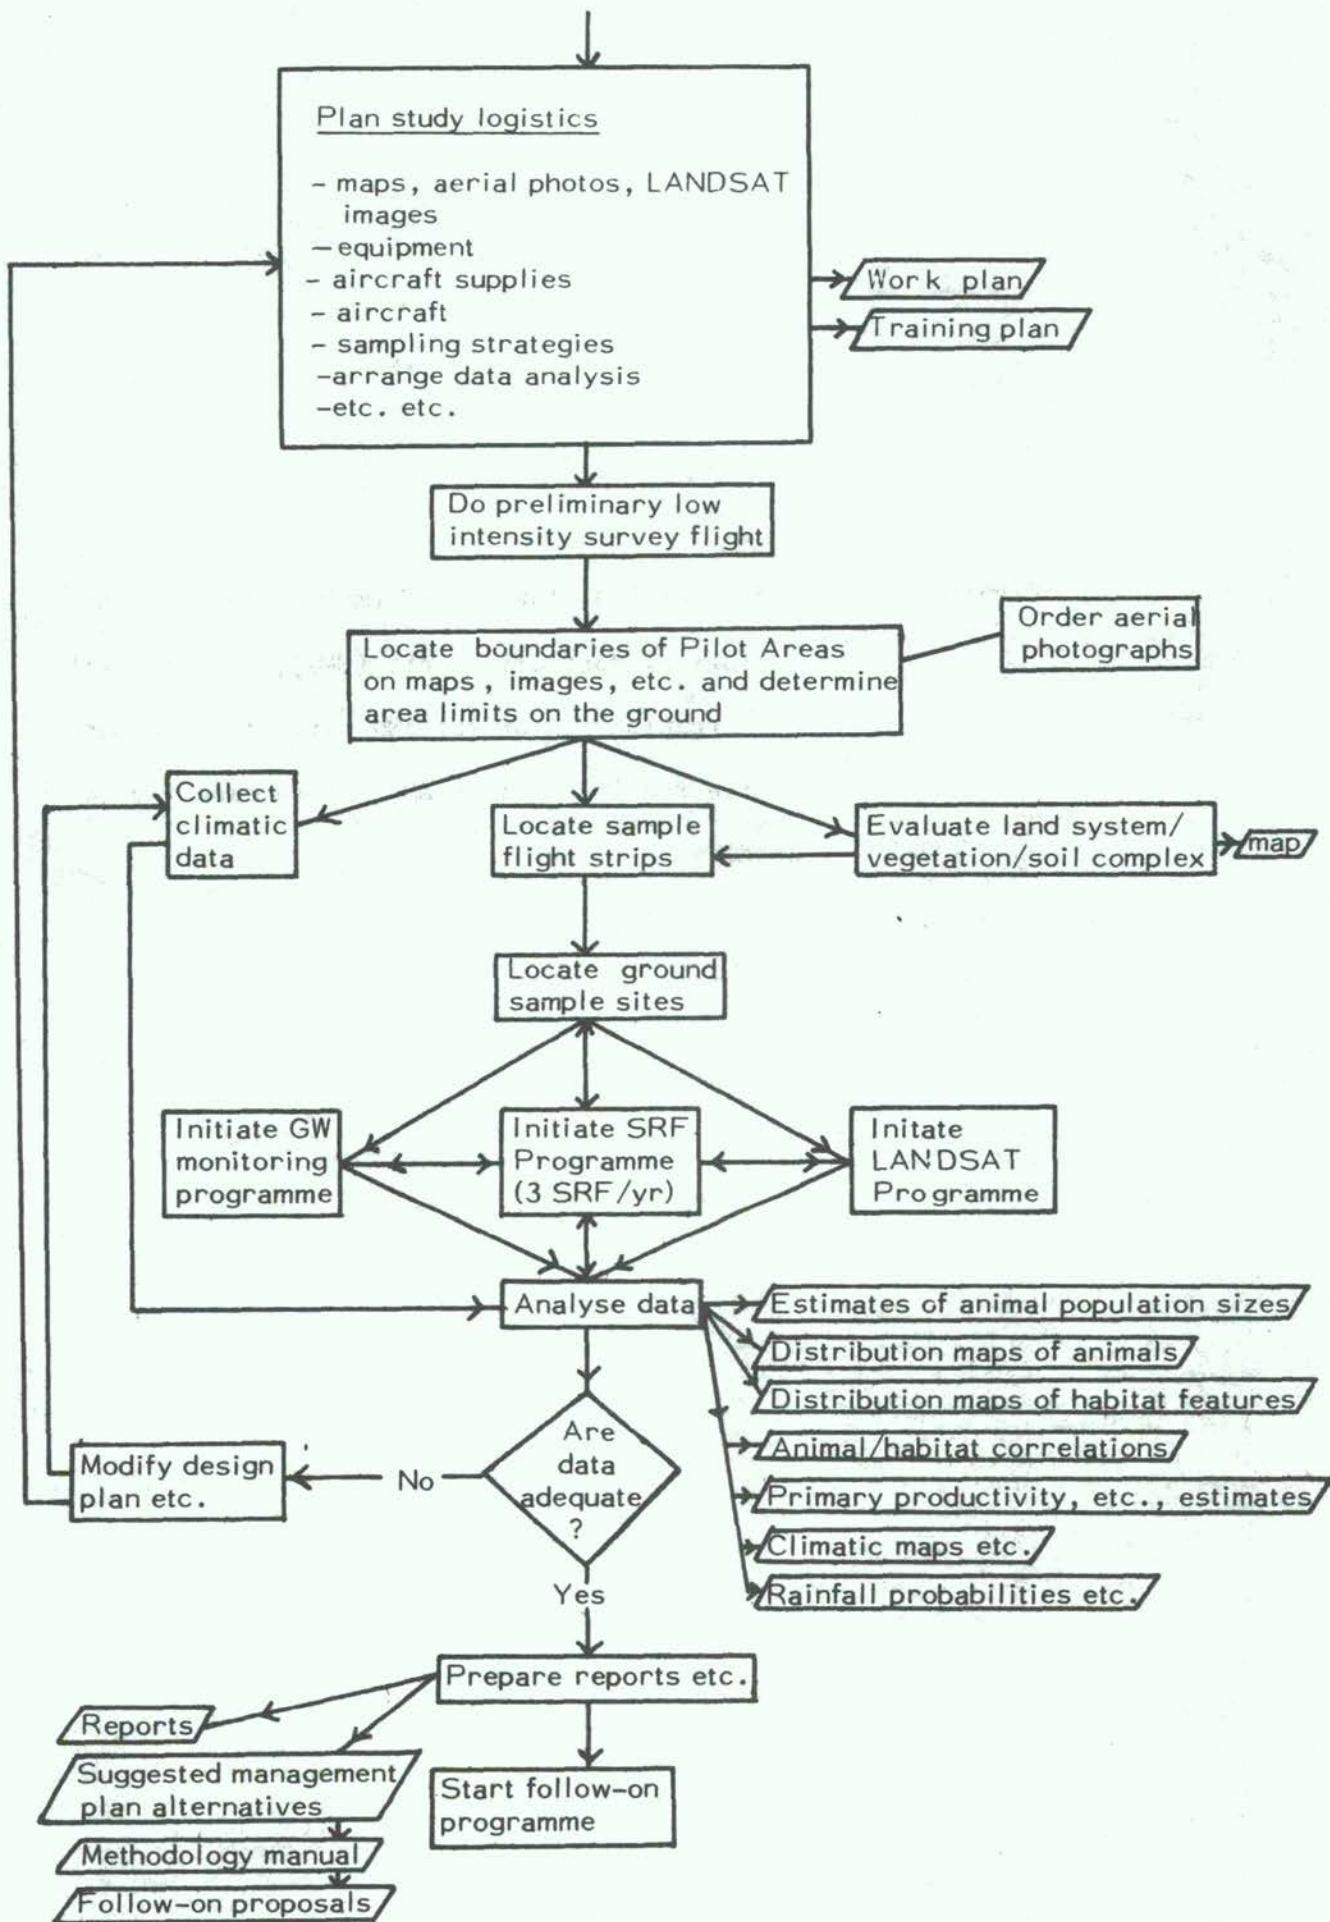 Plan study logistics
- maps, aerial photos, LANDSAT
images
- equipment
- aircraft supplies
- aircraft
- sampling strategies
-arrange data analysis
-etc. etc.
Work plan
Training plan
Do preliminary low
intensity survey flight
Locate boundaries of Pilot Areas
on maps, images, etc. and determine
area limits on the ground
Order aerial
photographs
Collect
climatic
data
Locate sample
flight strips
Evaluate land system/
vegetation/soil complex
map
Locate ground
sample sites
Initiate GW
monitoring
programme
Initiate SRF
Programme
(3 SRF/yr)
Initate
LANDSAT
Programme
Analyse data
Estimates of animal population sizes
Distribution maps of animals
Distribution maps of habitat features
Animal/habitat correlations
Primary productivity, etc., estimates
Climatic maps etc.
Rainfall probabilities etc.
Are
data
adequate
?
No
Modify design
plan etc.
Yes
Prepare reports etc.
Reports
Suggested management
plan alternatives
Methodology manual
Follow-on proposals
Start follow-on
programme